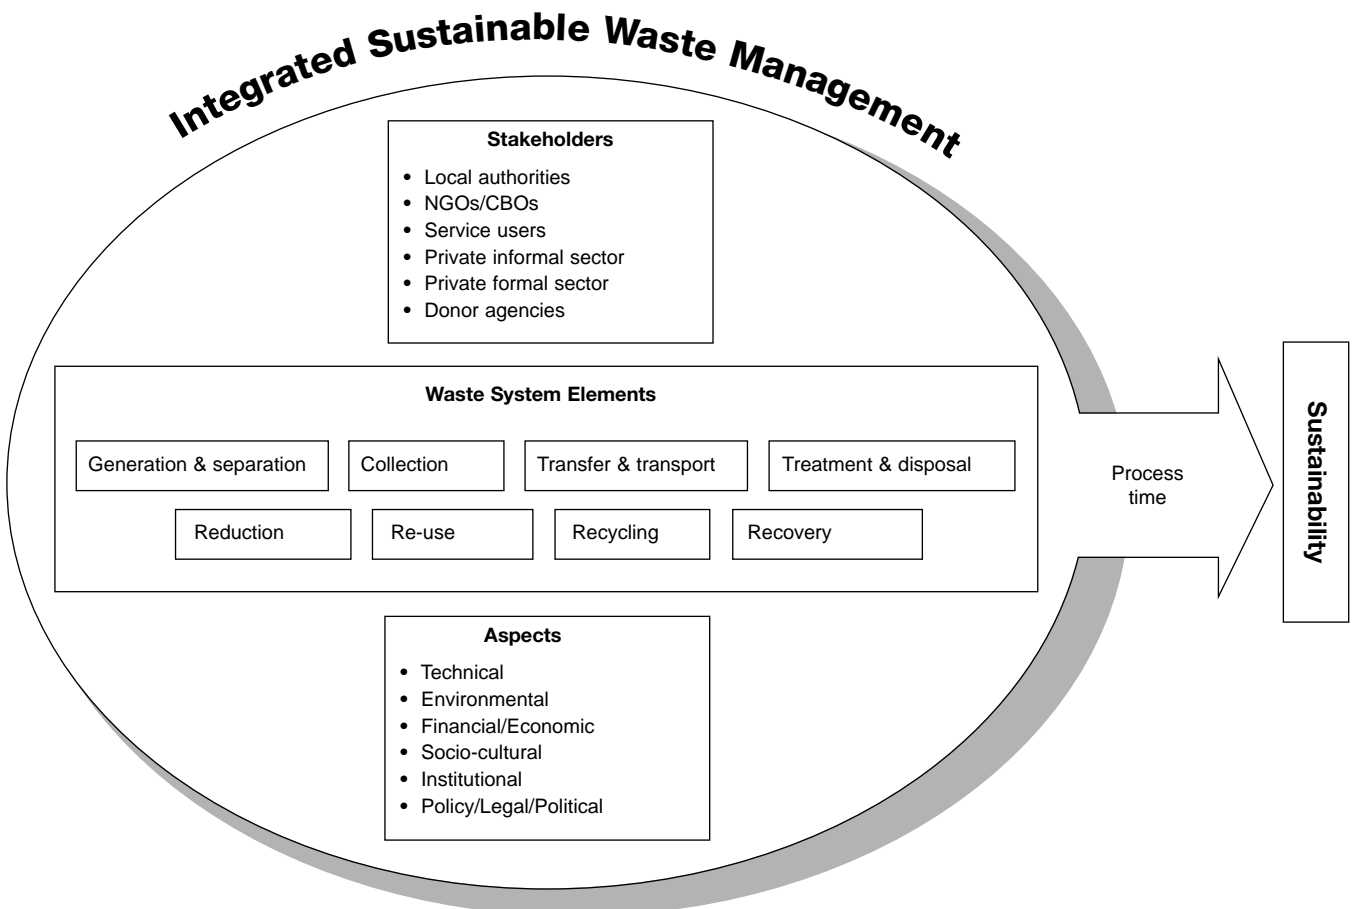 Integrated Sustainable Waste Management
Stakeholders
• Local authorities
• NGOs/CBOs
• Service users
• Private informal sector
• Private formal sector
• Donor agencies
Waste System Elements
Generation & separation
Collection
Transfer & transport
Treatment & disposal
Reduction
Re-use
Recycling
Recovery
Aspects
• Technical
• Environmental
• Financial/Economic
• Socio-cultural
• Institutional
• Policy/Legal/Political
Process
time
Sustainability